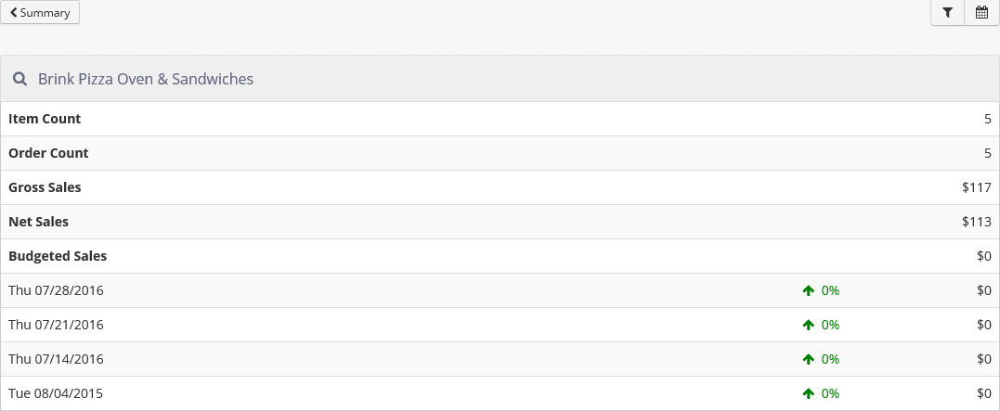 Summary
Brink Pizza Oven & Sandwiches
Item Count 5
Order Count 5
Gross Sales $117
Net Sales $113
Budgeted Sales $0
Thu 07/28/2016 0% $0
Thu 07/21/2016 0% $0
Thu 07/14/2016 0% $0
Tue 08/04/2015 0% $0